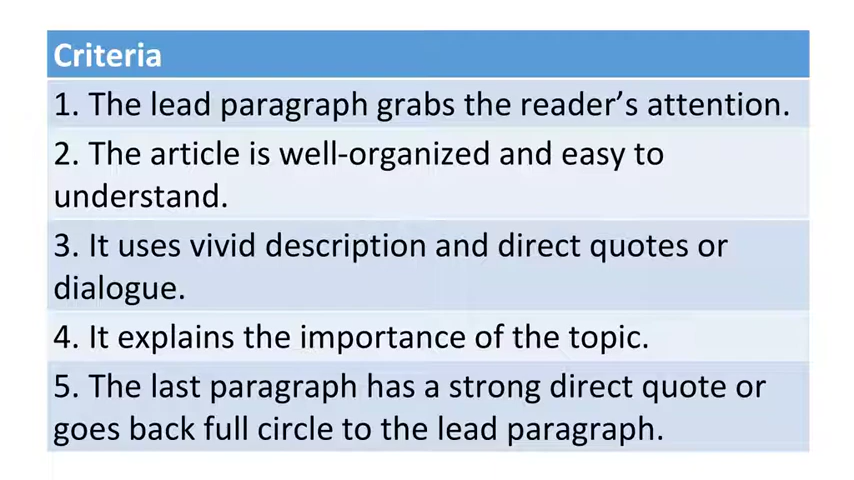 Criteria
1. The lead paragraph grabs the reader’s attention.
2. The article is well-organized and easy to
understand.
3. It uses vivid description and direct quotes or
dialogue.
4. It explains the importance of the topic.
5. The last paragraph has a strong direct quote or
goes back full circle to the lead paragraph.